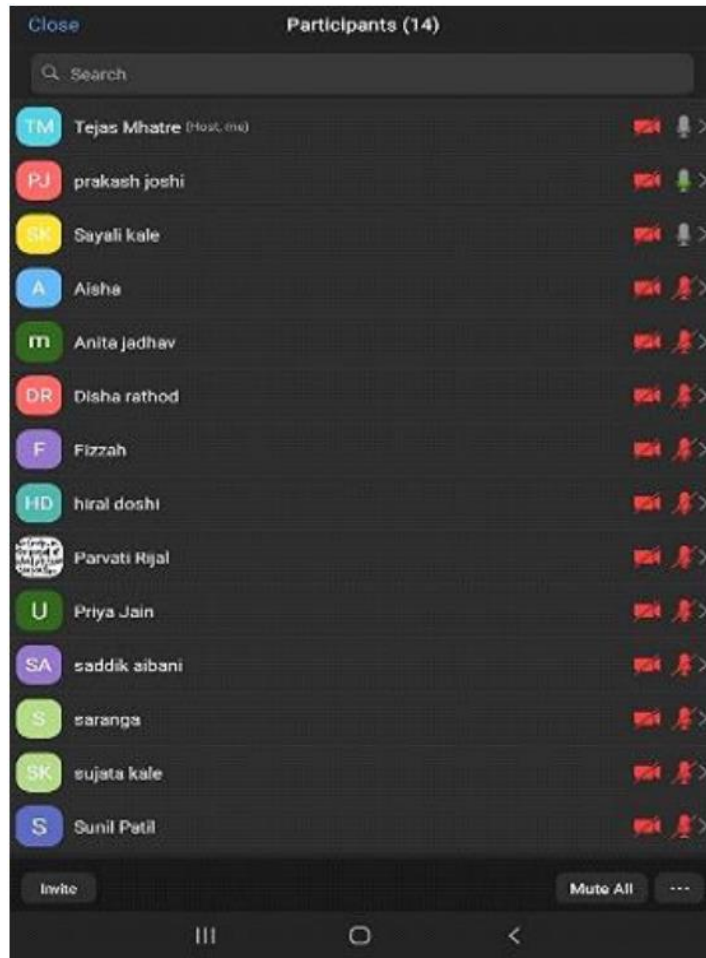 Close
Participants (14)
Search
TM Tejas Mhatre (Host, me)
PJ prakash joshi
SK Sayali kale
A Aisha
m Anita jadhav
DR Disha rathod
F Fizzah
HD hiral doshi
Parvati Rijal
U Priya Jain
SA saddik aibani
S saranga
SK sujata kale
S Sunil Patil
Invite
Mute All